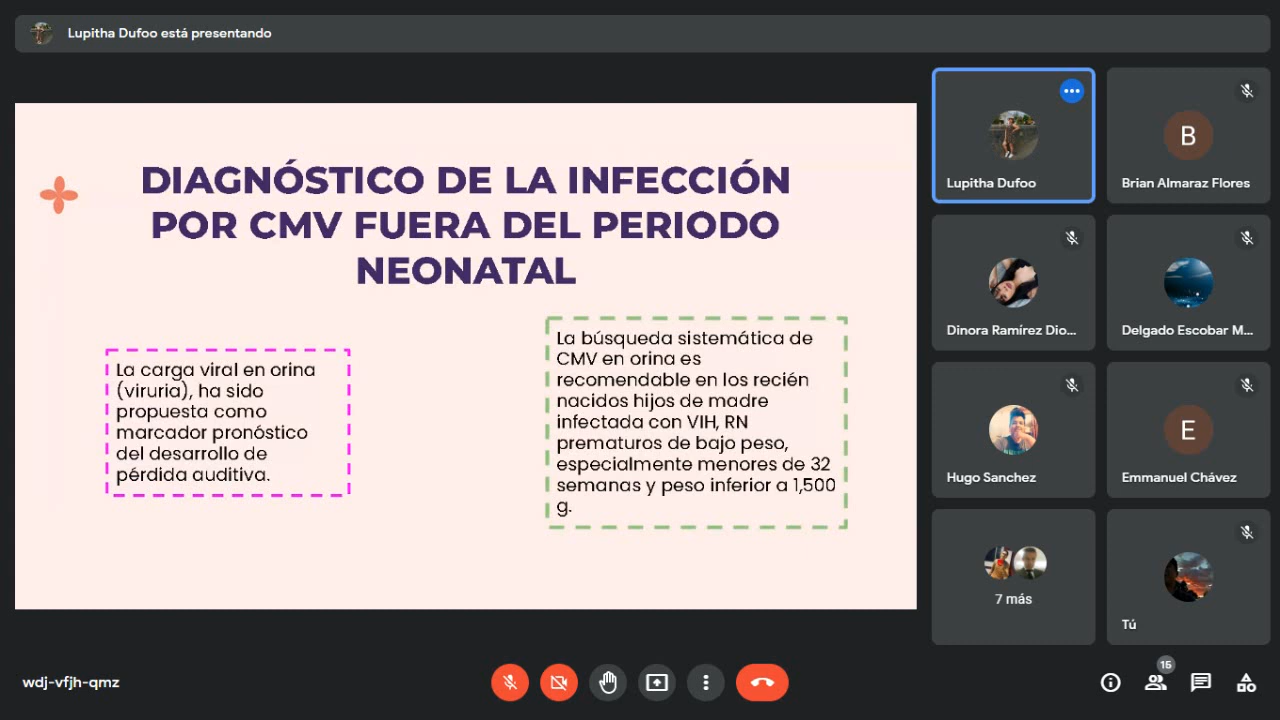 Lupitha Dufoo está presentando
DIAGNÓSTICO DE LA INFECCIÓN
POR CMV FUERA DEL PERIODO
NEONATAL
La carga viral en orina
(viruria), ha sido
propuesta como
marcador pronóstico
del desarrollo de
pérdida auditiva.
La búsqueda sistemática de
CMV en orina es
recomendable en los recién
nacidos hijos de madre
infectada con VIH, RN
prematuros de bajo peso,
especialmente menores de 32
semanas y peso inferior a 1,500
g.
Lupitha Dufoo
B
Brian Almaraz Flores
Dinora Ramírez Dio...
Delgado Escobar M...
Hugo Sanchez
E
Emmanuel Chávez
7 más
Tú
wdj-vfjh-qmz
15